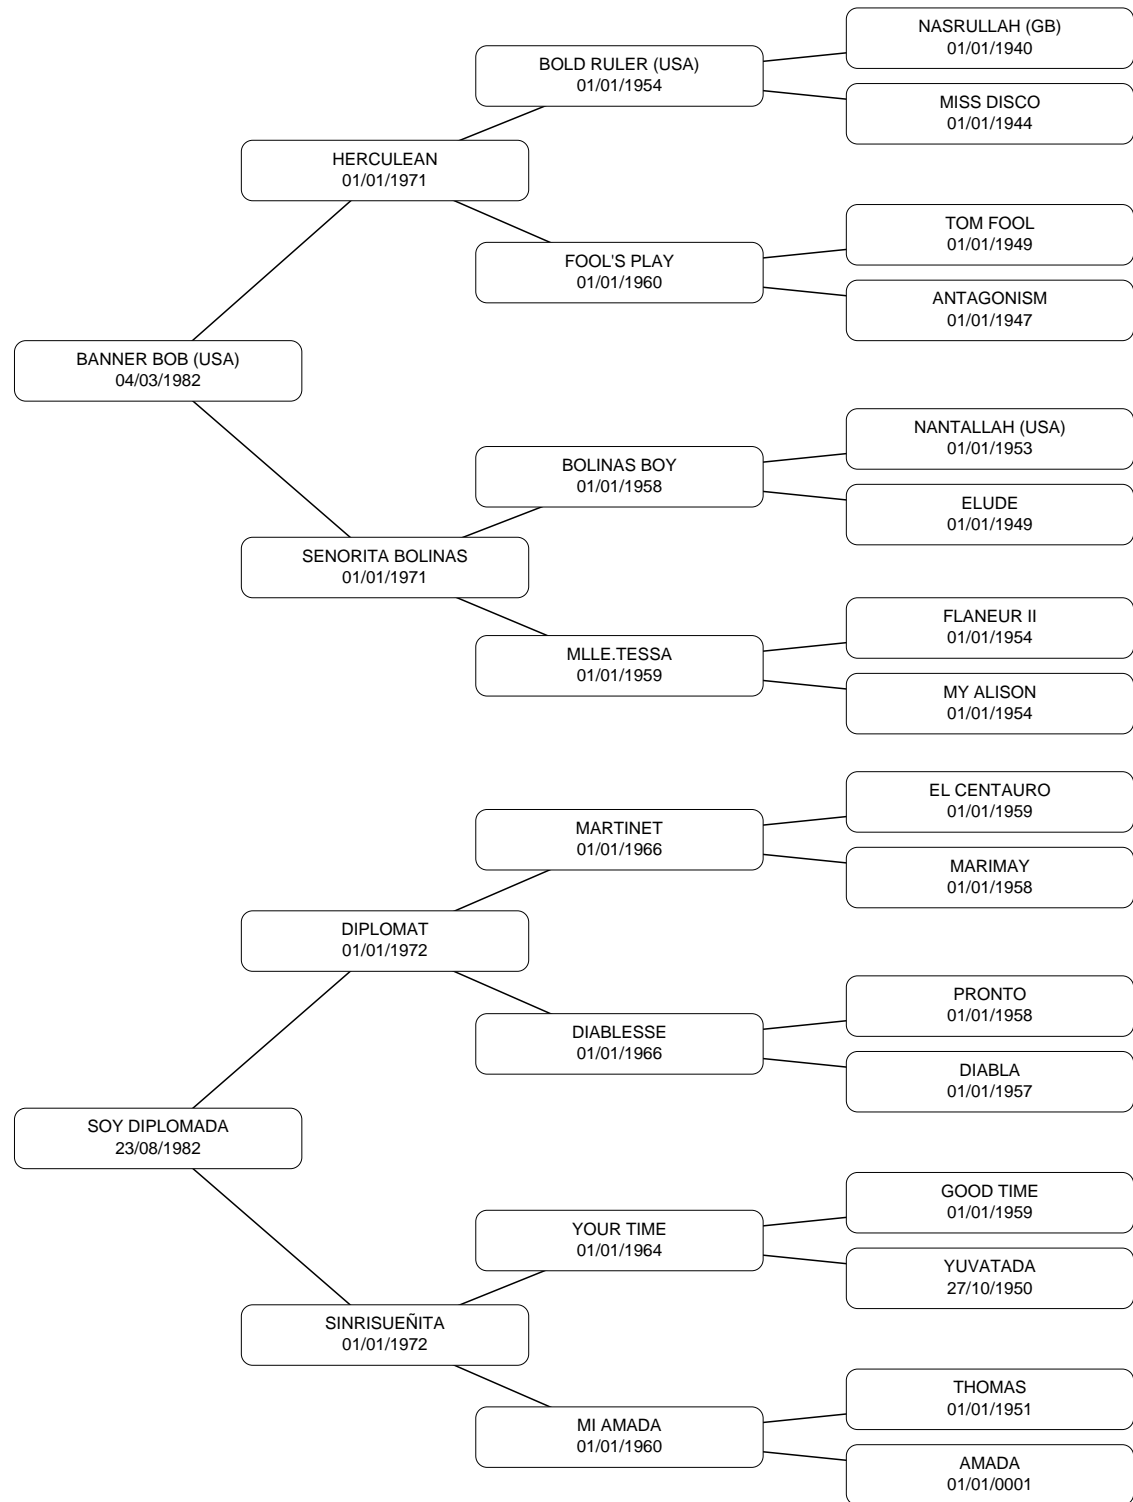 NASRULLAH (GB)
01/01/1940
BOLD RULER (USA)
01/01/1954
MISS DISCO
01/01/1944
HERCULEAN
01/01/1971
TOM FOOL
01/01/1949
FOOL'S PLAY
01/01/1960
ANTAGONISM
01/01/1947
BANNER BOB (USA)
04/03/1982
NANTALLAH (USA)
01/01/1953
BOLINAS BOY
01/01/1958
ELUDE
01/01/1949
SENORITA BOLINAS
01/01/1971
FLANEUR II
01/01/1954
MLLE.TESSA
01/01/1959
MY ALISON
01/01/1954
EL CENTAURO
01/01/1959
MARTINET
01/01/1966
MARIMAY
01/01/1958
DIPLOMAT
01/01/1972
PRONTO
01/01/1958
DIABLESSE
01/01/1966
DIABLA
01/01/1957
SOY DIPLOMADA
23/08/1982
GOOD TIME
01/01/1959
YOUR TIME
01/01/1964
YUVATADA
27/10/1950
SINRISUEÑITA
01/01/1972
THOMAS
01/01/1951
MI AMADA
01/01/1960
AMADA
01/01/0001